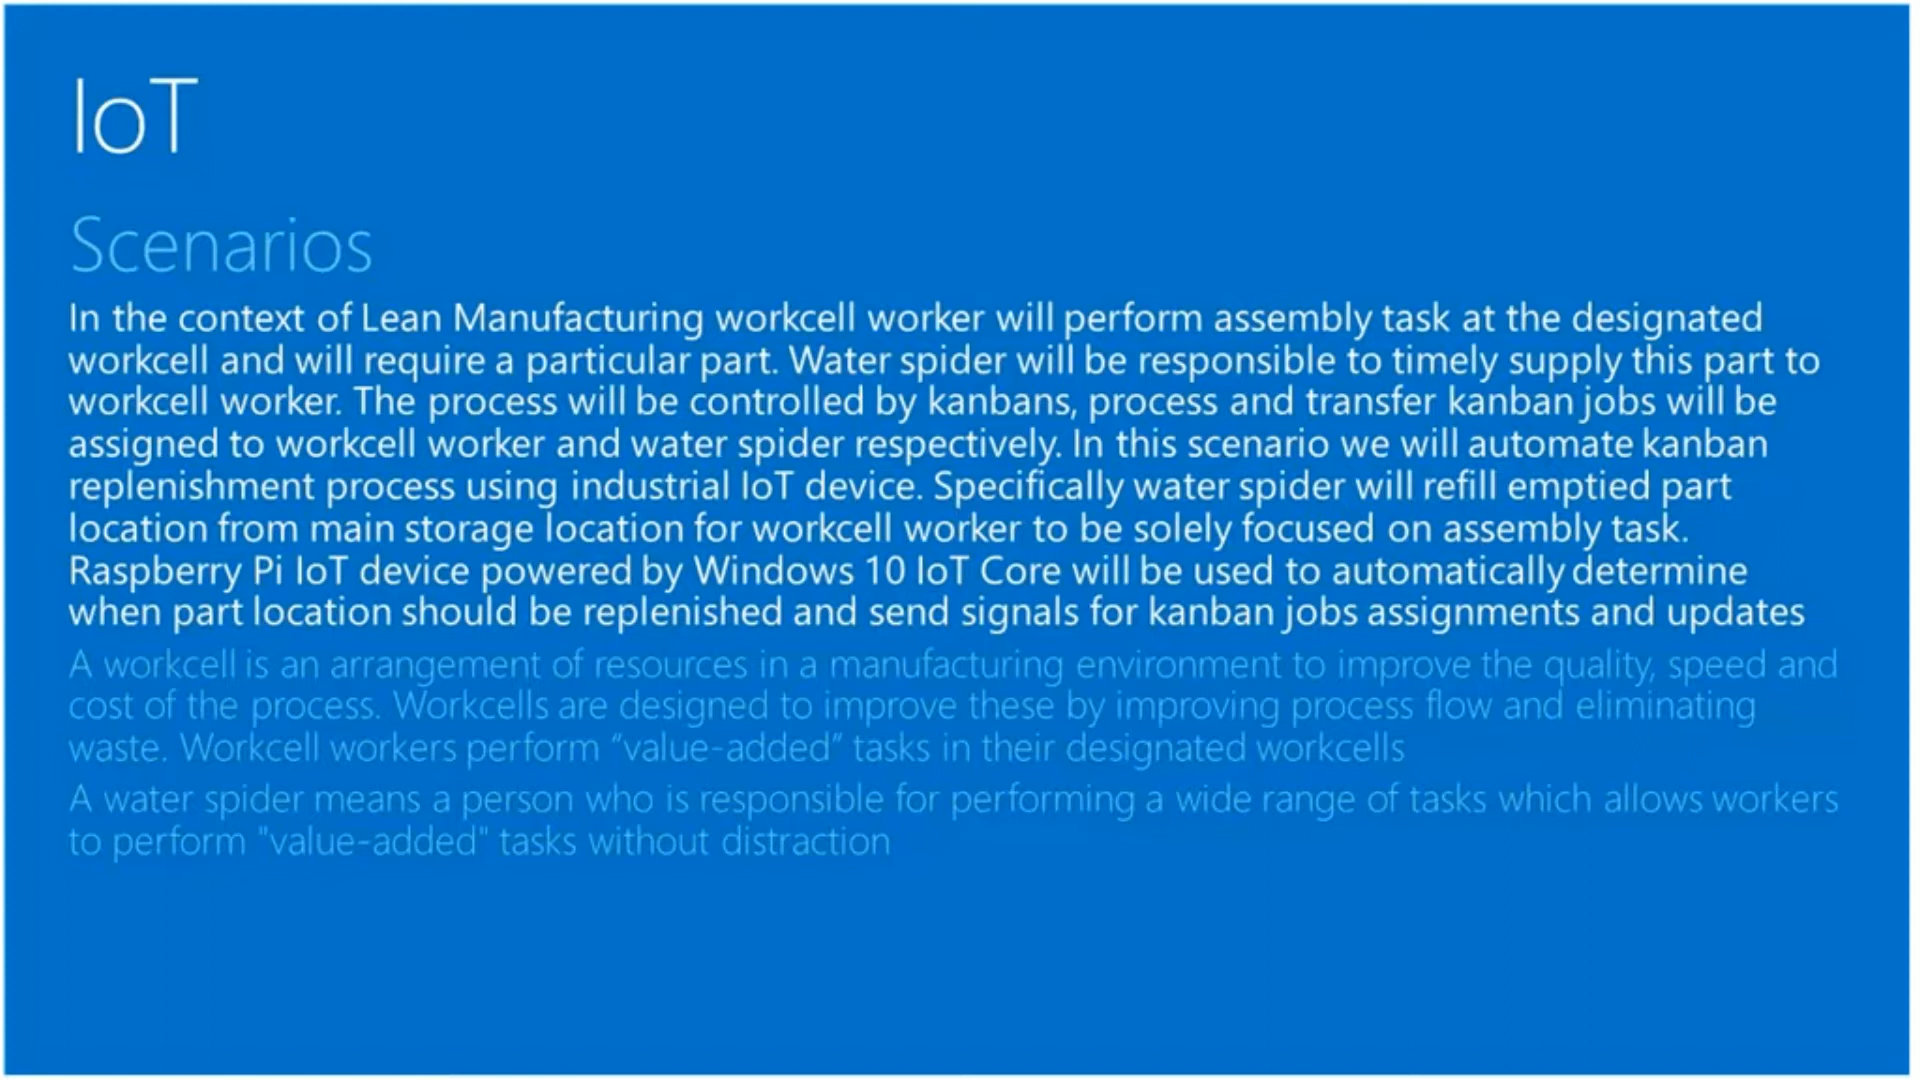 IoT
Scenarios
In the context of Lean Manufacturing workcell worker will perform assembly task at the designated
workcell and will require a particular part. Water spider will be responsible to timely supply this part to
workcell worker. The process will be controlled by kanbans, process and transfer kanban jobs will be
assigned to workcell worker and water spider respectively. In this scenario we will automate kanban
replenishment process using industrial IoT device. Specifically water spider will refill emptied part
location from main storage location for workcell worker to be solely focused on assembly task.
Raspberry Pi IoT device powered by Windows 10 IoT Core will be used to automatically determine
when part location should be replenished and send signals for kanban jobs assignments and updates
A workcell is an arrangement of resources in a manufacturing environment to improve the quality, speed and
cost of the process. Workcells are designed to improve these by improving process flow and eliminating
waste. Workcell workers perform “value-added” tasks in their designated workcells
A water spider means a person who is responsible for performing a wide range of tasks which allows workers
to perform "value-added" tasks without distraction